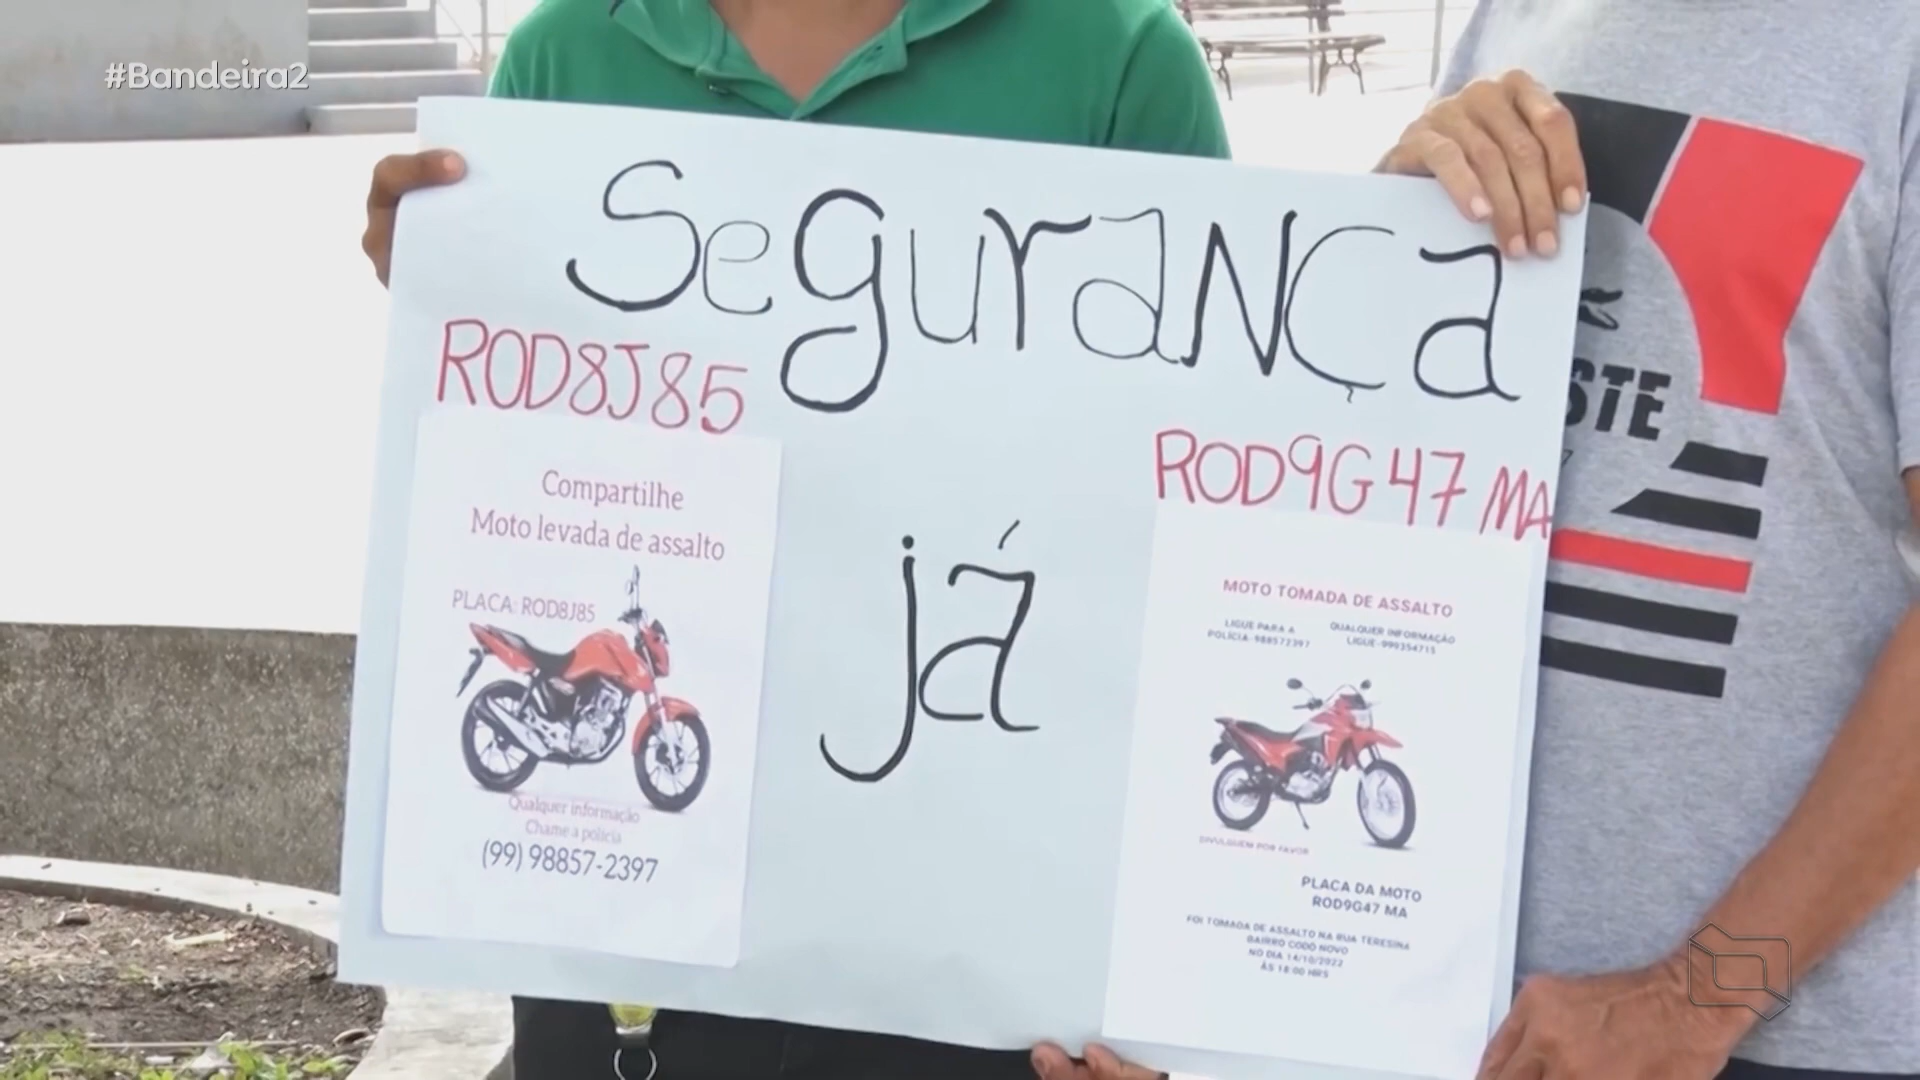 #Bandeira2
Segurança
já
ROD8J85
Compartilhe
Moto levada de assalto
PLACA: ROD8J85
Qualquer informação
Chame a polícia
(99) 98857-2397
ROD9G47 MA
MOTO TOMADA DE ASSALTO
LIGUE PARA A
POLÍCIA-988572397
QUALQUER INFORMAÇÃO
LIGUE-999354715
DIVULGUEM POR FAVOR
PLACA DA MOTO
ROD9G47 MA
FOI TOMADA DE ASSALTO NA RUA TERESINA
BAIRRO CODO NOVO
NO DIA 14/10/2022
ÀS 18:00 HRS
STE